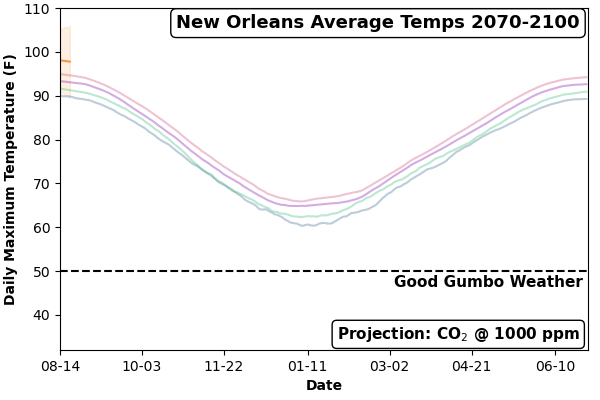 New Orleans Average Temps 2070-2100
Daily Maximum Temperature (F)
110
100
90
80
70
60
50
40
Good Gumbo Weather
Projection: CO₂ @ 1000 ppm
08-14 10-03 11-22 01-11 03-02 04-21 06-10
Date